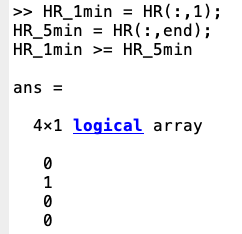 >> HR_1min = HR(:,1);
HR_5min = HR(:,end);
HR_1min >= HR_5min
ans =
4×1 logical array
0
1
0
0